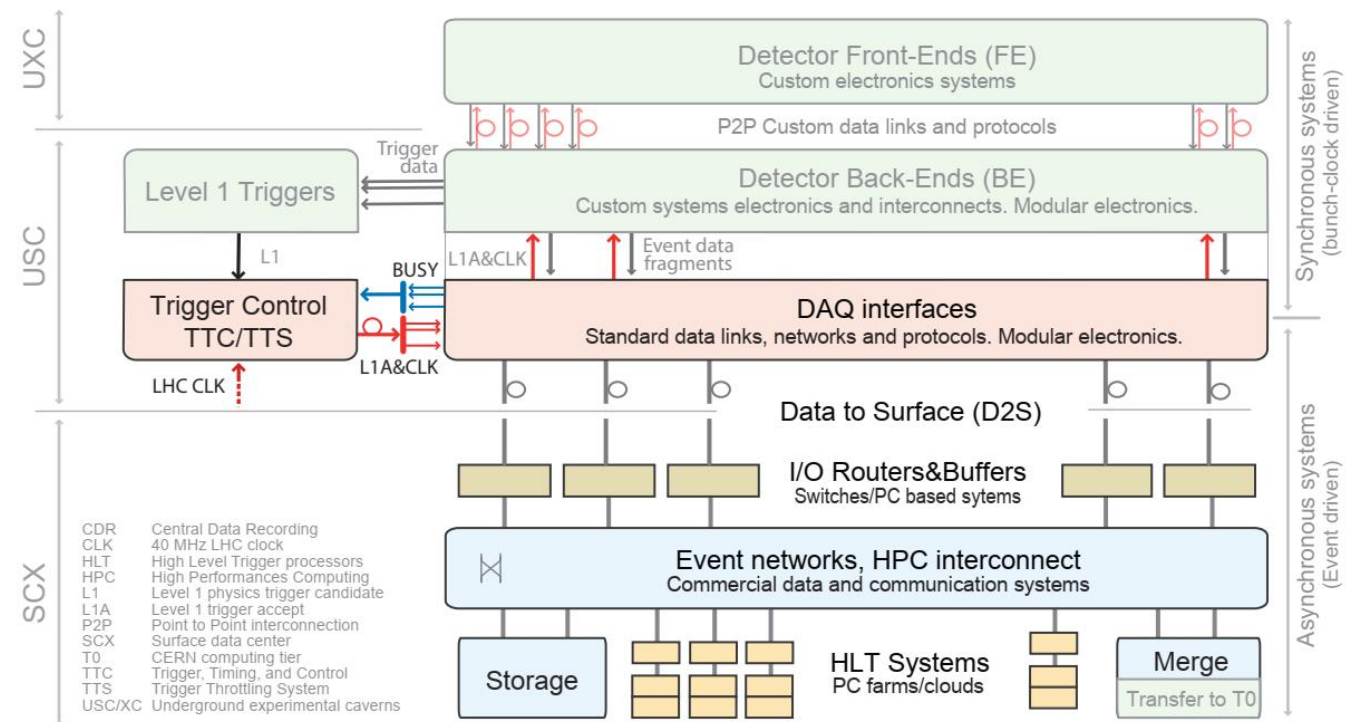 UXC
USC
SCX
Detector Front-Ends (FE)
Custom electronics systems
P2P Custom data links and protocols
Trigger
data
Level 1 Triggers
Detector Back-Ends (BE)
Custom systems electronics and interconnects. Modular electronics.
L1
L1A&CLK
Event data
fragments
BUSY
Trigger Control
TTC/TTS
DAQ interfaces
Standard data links, networks and protocols. Modular electronics.
L1A&CLK
LHC CLK
Data to Surface (D2S)
I/O Routers&Buffers
Switches/PC based sytems
Event networks, HPC interconnect
Commercial data and communication systems
Storage
HLT Systems
PC farms/clouds
Merge
Transfer to T0
CDR Central Data Recording
CLK 40 MHz LHC clock
HLT High Level Trigger processors
HPC High Performances Computing
L1 Level 1 physics trigger candidate
L1A Level 1 trigger accept
P2P Point to Point interconnection
SCX Surface data center
T0 CERN computing tier
TTC Trigger, Timing, and Control
TTS Trigger Throttling System
USC/XC Underground experimental caverns
Synchronous systems
(bunch-clock driven)
Asynchronous systems
(Event driven)